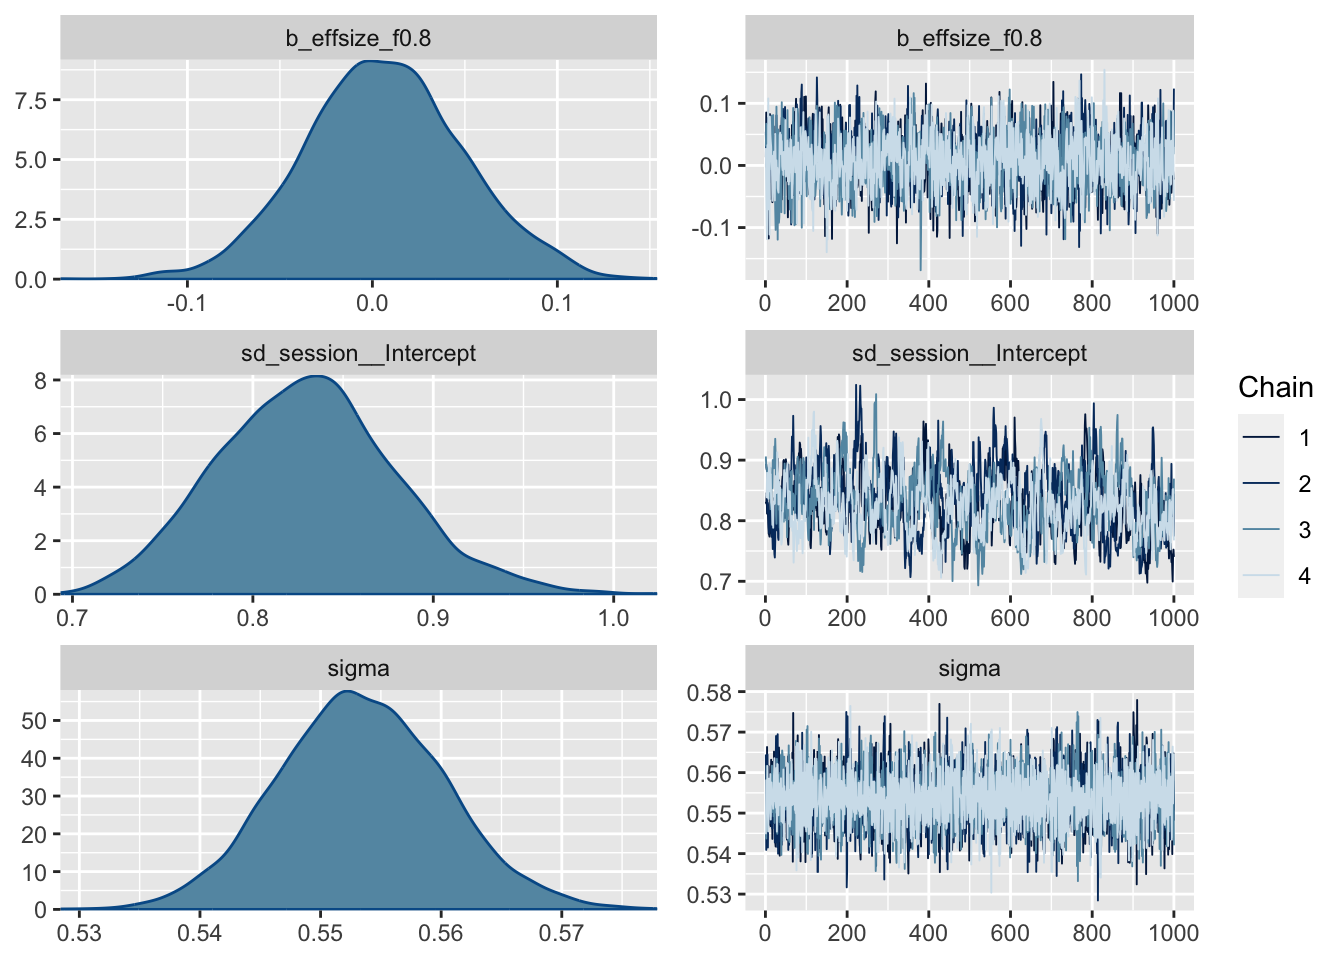 b_effsize_f0.8
7.5
5.0
2.5
0.0
-0.1 0.0 0.1
b_effsize_f0.8
0.1
0.0
-0.1
0 200 400 600 800 1000
sd_session__Intercept
8
6
4
2
0
0.7 0.8 0.9 1.0
sd_session__Intercept
1.0
0.9
0.8
0.7
0 200 400 600 800 1000
sigma
50
40
30
20
10
0
0.53 0.54 0.55 0.56 0.57
sigma
0.58
0.57
0.56
0.55
0.54
0.53
0 200 400 600 800 1000
Chain
1
2
3
4